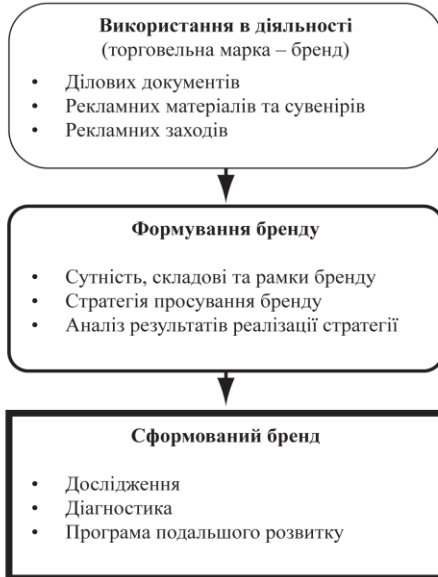 Використання в діяльності
(торговельна марка – бренд)
• Ділових документів
• Рекламних матеріалів та сувенірів
• Рекламних заходів
Формування бренду
• Сутність, складові та рамки бренду
• Стратегія просування бренду
• Аналіз результатів реалізації стратегії
Сформований бренд
• Дослідження
• Діагностика
• Програма подальшого розвитку